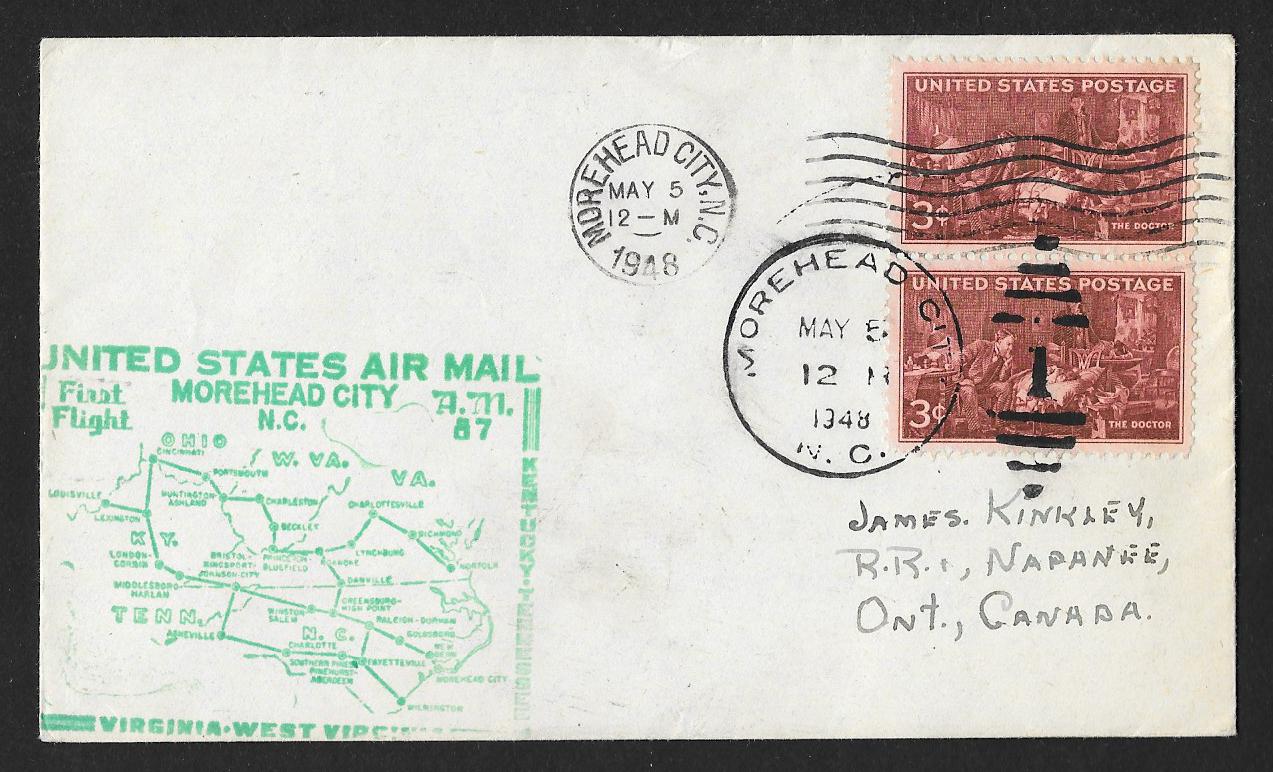 UNITED STATES POSTAGE
3¢
THE DOCTOR
MOREHEAD CITY, N.C.
MAY 5
12 — M
1948
UNITED STATES POSTAGE
3¢
THE DOCTOR
MOREHEAD CITY
MAY 5
12 M
1948
N. C.
1
UNITED STATES AIR MAIL
First Flight
MOREHEAD CITY
N.C.
A.M. 87
OHIO
CINCINNATI
W. VA.
VA.
PORTSMOUTH
LOUISVILLE
HUNTINGTON-ASHLAND
CHARLESTON
CHARLOTTESVILLE
LEXINGTON
BECKLEY
RICHMOND
KY.
LYNCHBURG
LONDON-CORBIN
BRISTOL-KINGSPORT-JOHNSON-CITY
PRINCETON-BLUEFIELD
ROANOKE
NORFOLK
MIDDLESBORO-HARLAN
DANVILLE
TENN.
WINSTON SALEM
GREENSBORO-HIGH POINT
RALEIGH-DURHAM
ASHEVILLE
N. C.
GOLDSBORO
CHARLOTTE
NEW BERN
SOUTHERN PINES PINEHURST-ABERDEEN
FAYETTEVILLE
MOREHEAD CITY
WILMINGTON
KENTUCKY·TENNESSEE
VIRGINIA·WEST VIRGINIA
JAMES. KINKLEY,
R.R.1, NAPANEE,
ONT., CANADA.